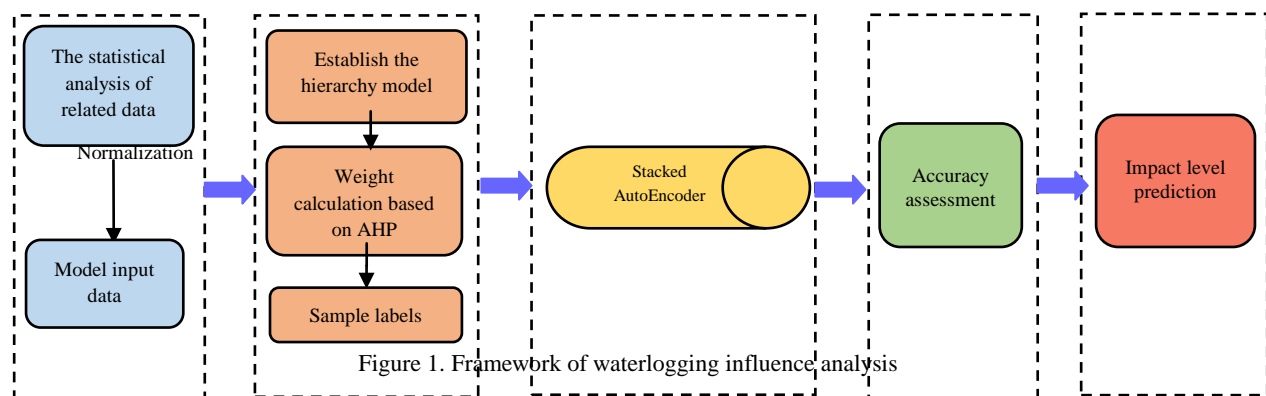 The statistical
analysis of
related data
Normalization
Model input
data
Establish the
hierarchy model
Weight
calculation based
on AHP
Sample labels
Stacked
AutoEncoder
Accuracy
assessment
Impact level
prediction
Figure 1. Framework of waterlogging influence analysis